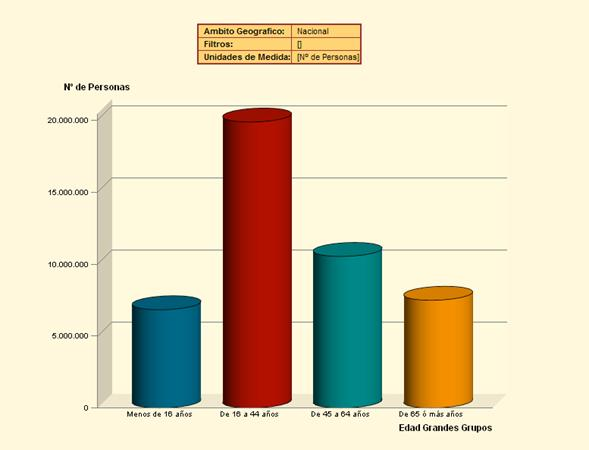 Ambito Geografico: Nacional
Filtros: []
Unidades de Medida: [Nº de Personas]
Nº de Personas
20.000.000
15.000.000
10.000.000
5.000.000
0
Menos de 16 años
De 16 a 44 años
De 45 a 64 años
De 65 ó más años
Edad Grandes Grupos